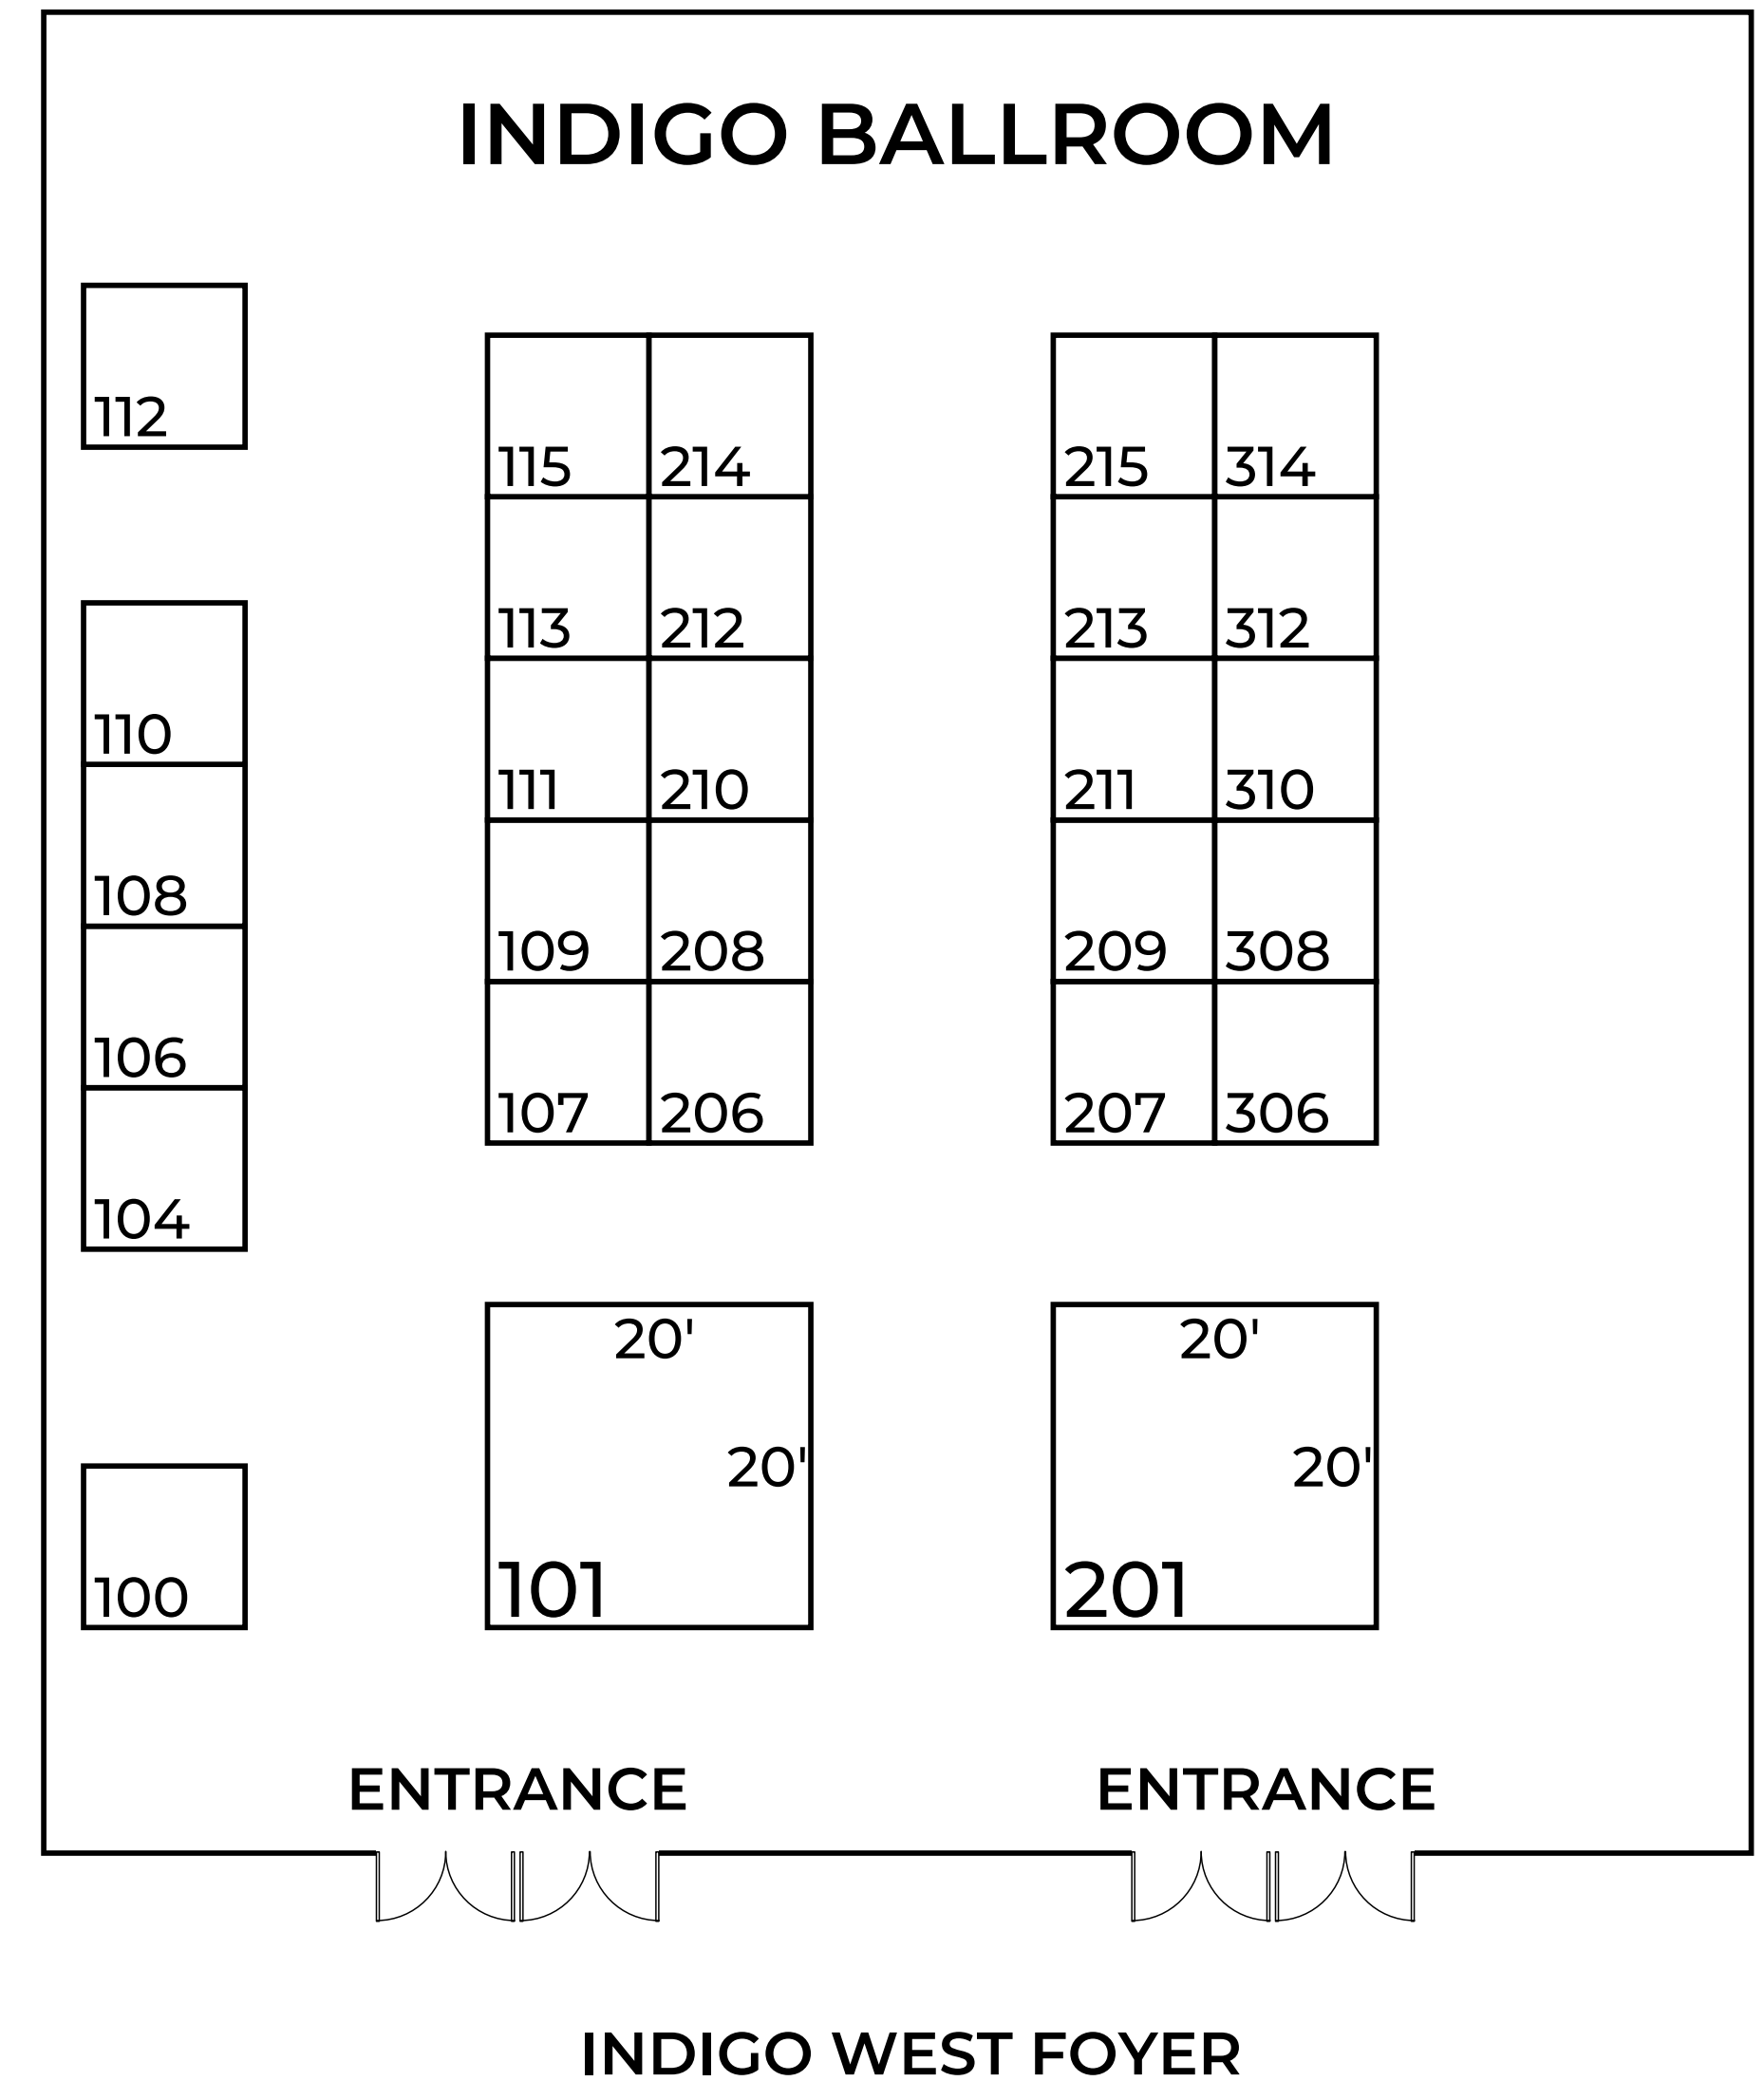 INDIGO BALLROOM
112
115 214 215 314
113 212 213 312
110
111 210 211 310
108
109 208 209 308
106
107 206 207 306
104
20' 20'
20' 20'
101 201
100
ENTRANCE ENTRANCE
INDIGO WEST FOYER